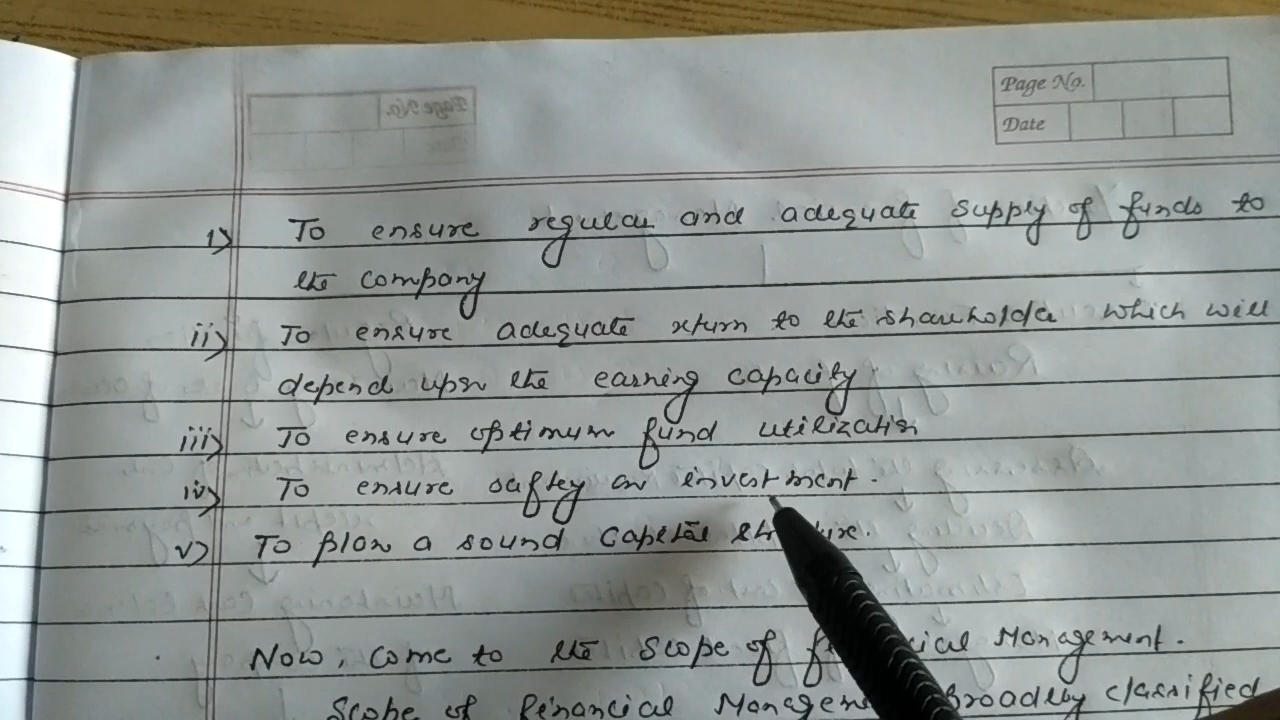 Page No.
Date
i) To ensure regular and adequate supply of funds to
the company
ii) To ensure adequate return to the shareholder which will
depend upon the earning capacity.
iii) To ensure optimum fund utilization
iv) To ensure saftey on investment.
v) To plan a sound capital
Now, come to the scope of Management.
Scope of Financial Broadly classified